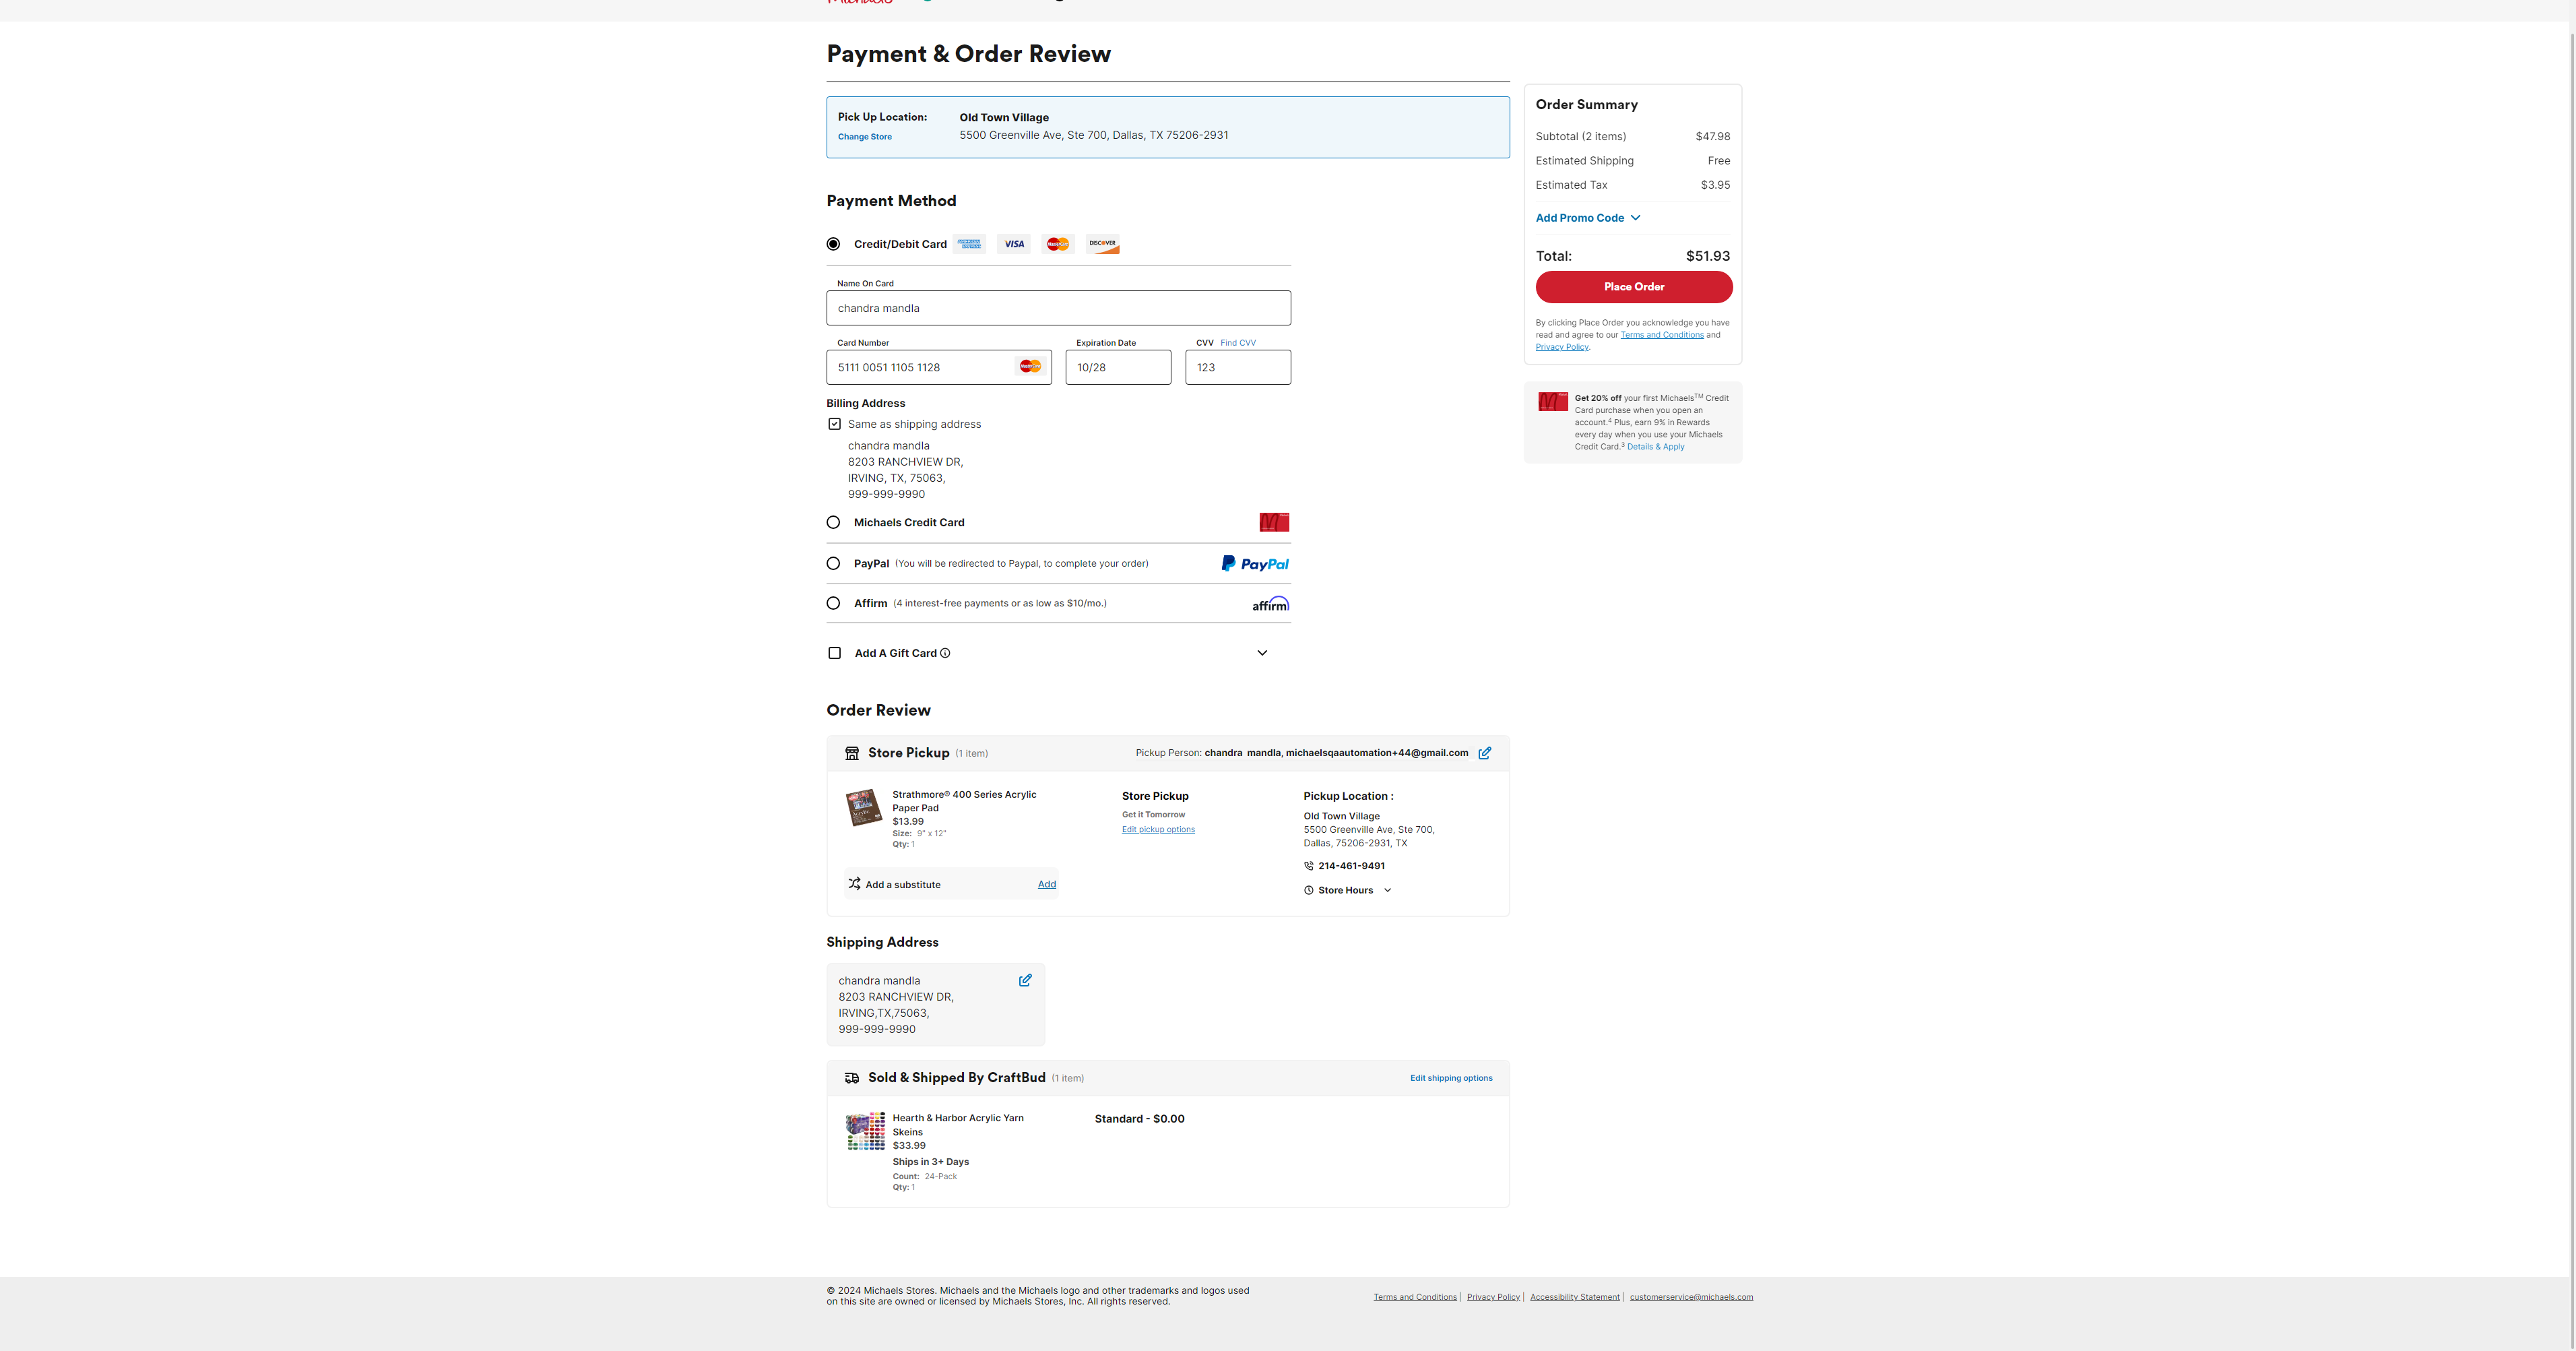 Michaels
Payment & Order Review
Pick Up Location:
Old Town Village
Change Store
5500 Greenville Ave, Ste 700, Dallas, TX 75206-2931
Payment Method
Credit/Debit Card
VISA
MasterCard
DISCOVER
Name On Card
chandra mandla
Card Number
Expiration Date
CVV Find CVV
5111 0051 1105 1128
MasterCard
10/28
123
Billing Address
Same as shipping address
chandra mandla
8203 RANCHVIEW DR,
IRVING, TX, 75063,
999-999-9990
Michaels Credit Card
PayPal (You will be redirected to Paypal, to complete your order)
PayPal
Affirm (4 interest-free payments or as low as $10/mo.)
affirm
Add A Gift Card
Order Review
Store Pickup (1 item)
Pickup Person: chandra mandla, michaelsqaautomation+44@gmail.com
Strathmore® 400 Series Acrylic
Paper Pad
$13.99
Size: 9" x 12"
Qty: 1
Add a substitute
Add
Store Pickup
Get it Tomorrow
Edit pickup options
Pickup Location :
Old Town Village
5500 Greenville Ave, Ste 700,
Dallas, 75206-2931, TX
214-461-9491
Store Hours
Shipping Address
chandra mandla
8203 RANCHVIEW DR,
IRVING,TX,75063,
999-999-9990
Sold & Shipped By CraftBud (1 item)
Edit shipping options
Hearth & Harbor Acrylic Yarn
Skeins
$33.99
Ships in 3+ Days
Count: 24-Pack
Qty: 1
Standard - $0.00
Order Summary
Subtotal (2 items) $47.98
Estimated Shipping Free
Estimated Tax $3.95
Add Promo Code
Total: $51.93
Place Order
By clicking Place Order you acknowledge you have
read and agree to our Terms and Conditions and
Privacy Policy.
Get 20% off your first Michaels™ Credit
Card purchase when you open an
account.⁴ Plus, earn 9% in Rewards
every day when you use your Michaels
Credit Card.³ Details & Apply
© 2024 Michaels Stores. Michaels and the Michaels logo and other trademarks and logos used
on this site are owned or licensed by Michaels Stores, Inc. All rights reserved.
Terms and Conditions | Privacy Policy | Accessibility Statement | customerservice@michaels.com